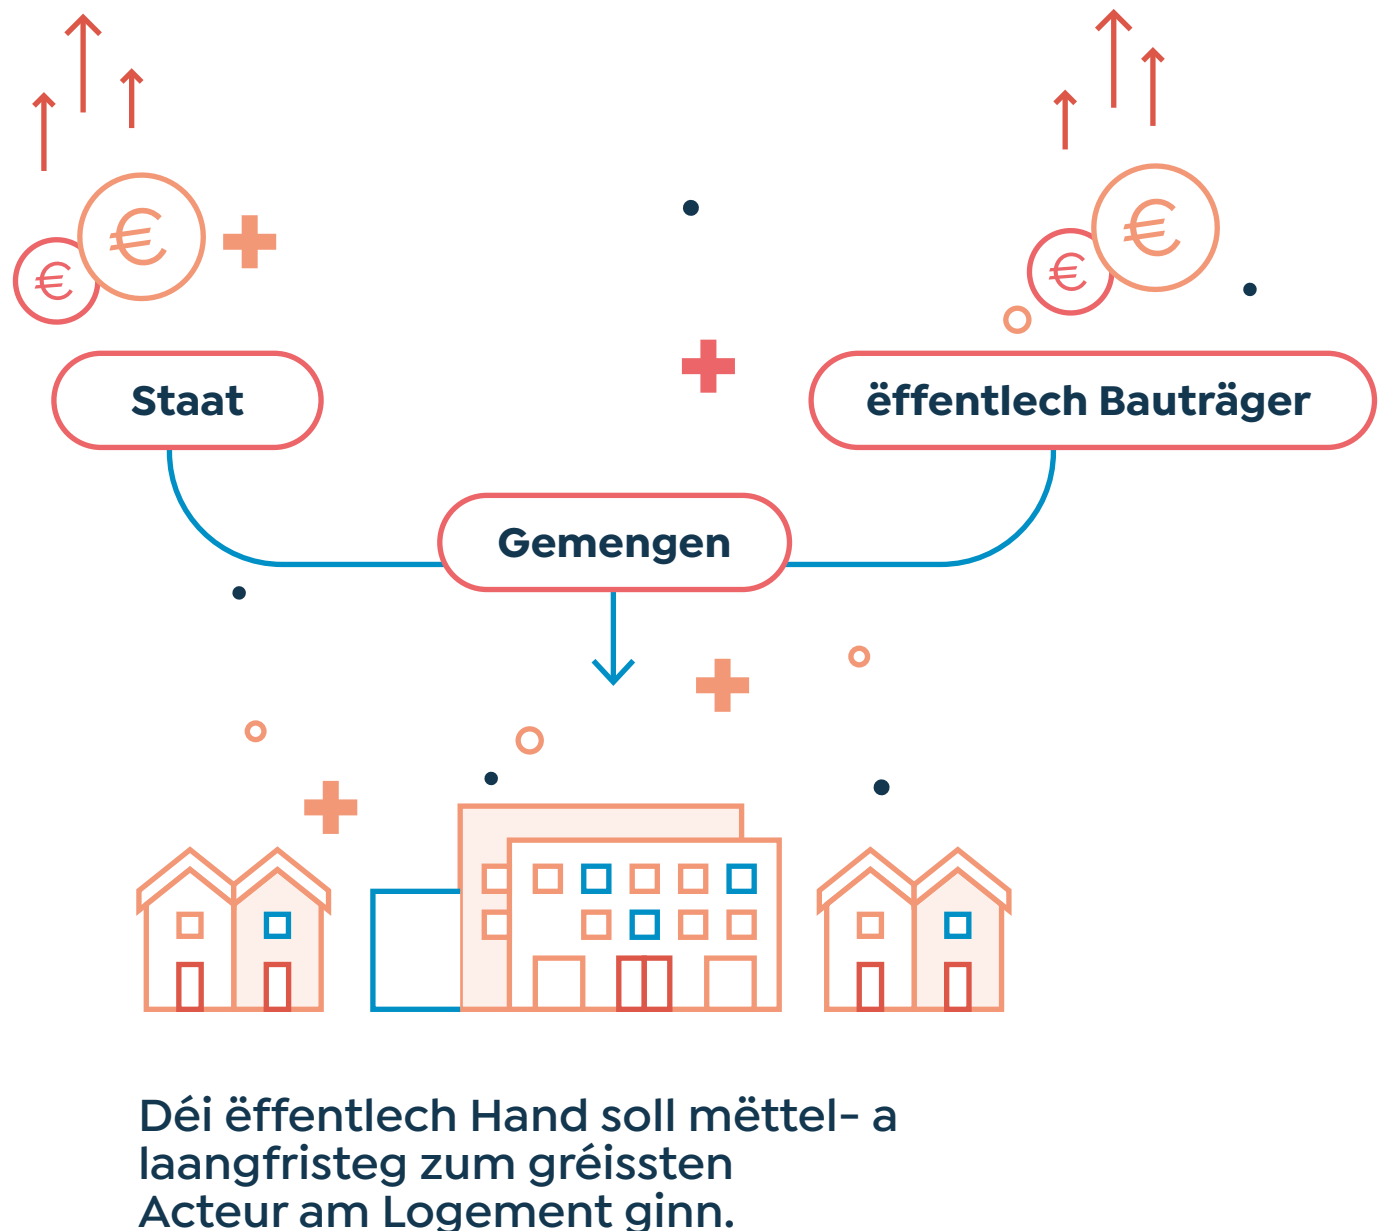 Staat
ëffentlech Bauträger
Gemengen
Déi ëffentlech Hand soll mëttel- a
laangfristeg zum gréissten
Acteur am Logement ginn.